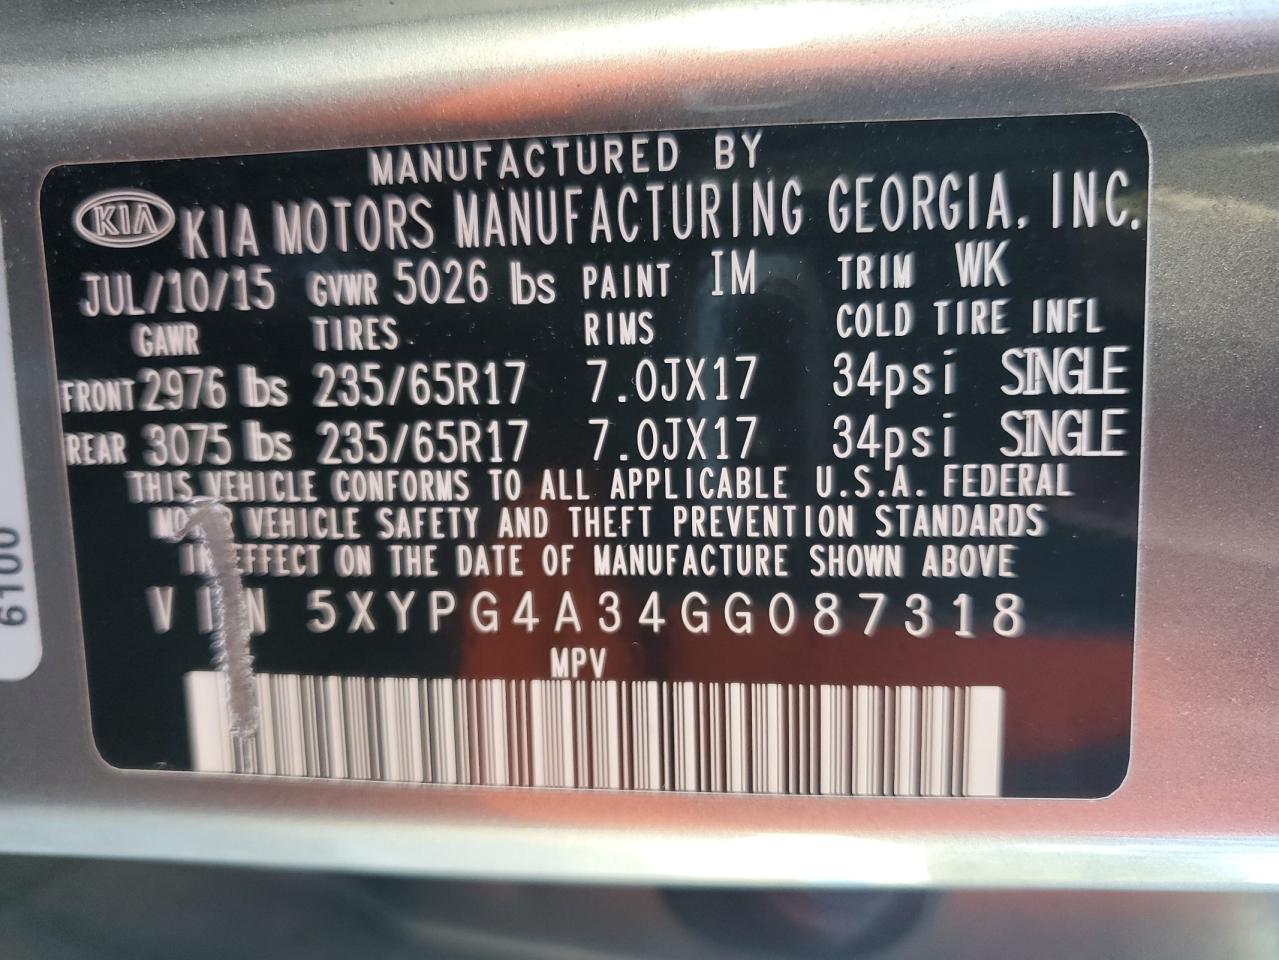 MANUFACTURED BY
KIA KIA MOTORS MANUFACTURING GEORGIA, INC.
JUL/10/15 GVWR 5026 lbs PAINT IM TRIM WK
GAWR TIRES RIMS COLD TIRE INFL
FRONT 2976 lbs 235/65R17 7.0JX17 34psi SINGLE
REAR 3075 lbs 235/65R17 7.0JX17 34psi SINGLE
THIS VEHICLE CONFORMS TO ALL APPLICABLE U.S.A. FEDERAL
MOTOR VEHICLE SAFETY AND THEFT PREVENTION STANDARDS
IN EFFECT ON THE DATE OF MANUFACTURE SHOWN ABOVE
VIN 5XYPG4A34GG087318
MPV
6100